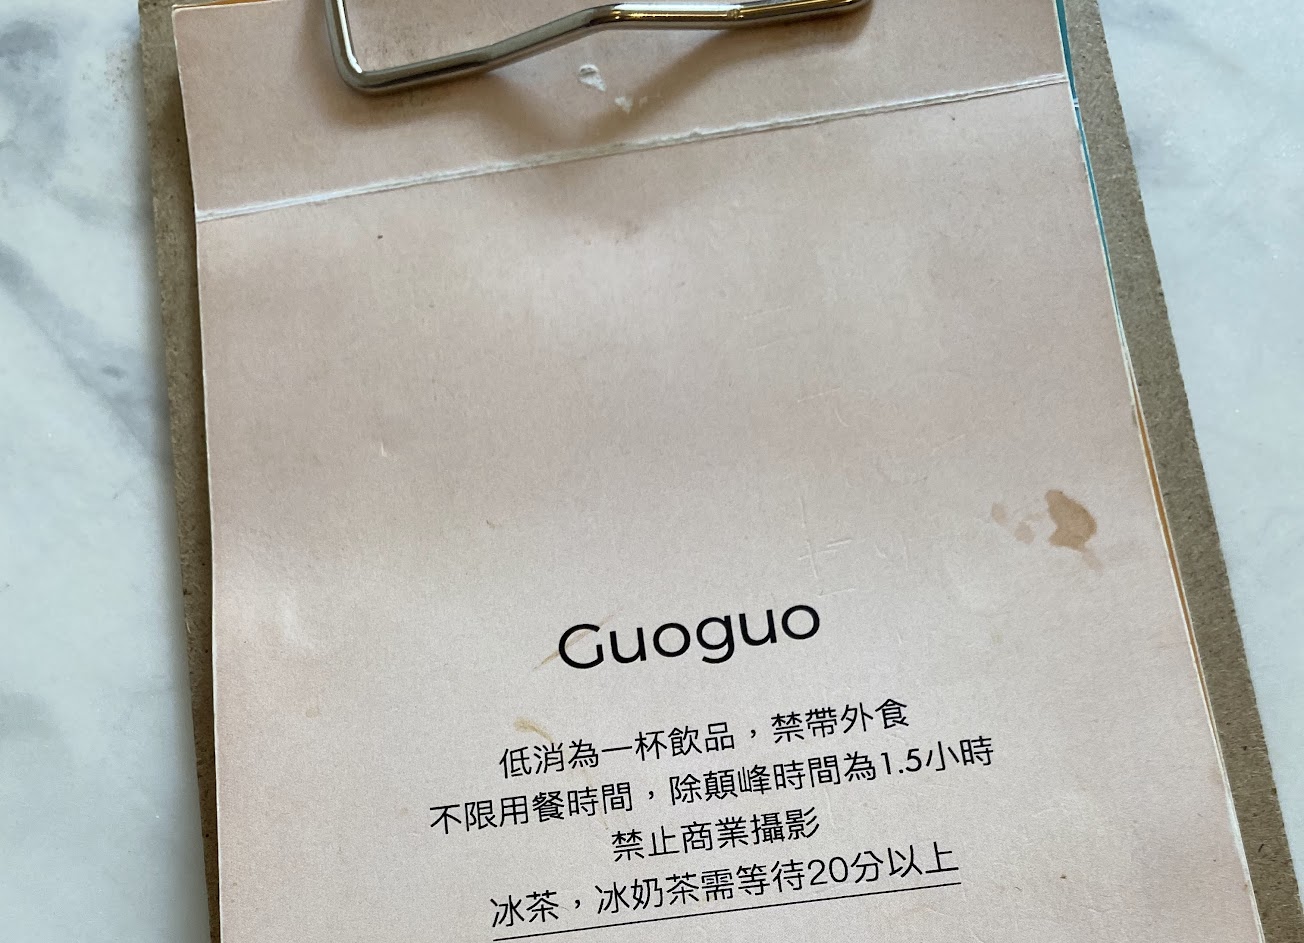 Guoguo
低消為一杯飲品，禁帶外食
不限用餐時間，除顛峰時間為1.5小時
禁止商業攝影
冰茶，冰奶茶需等待20分以上